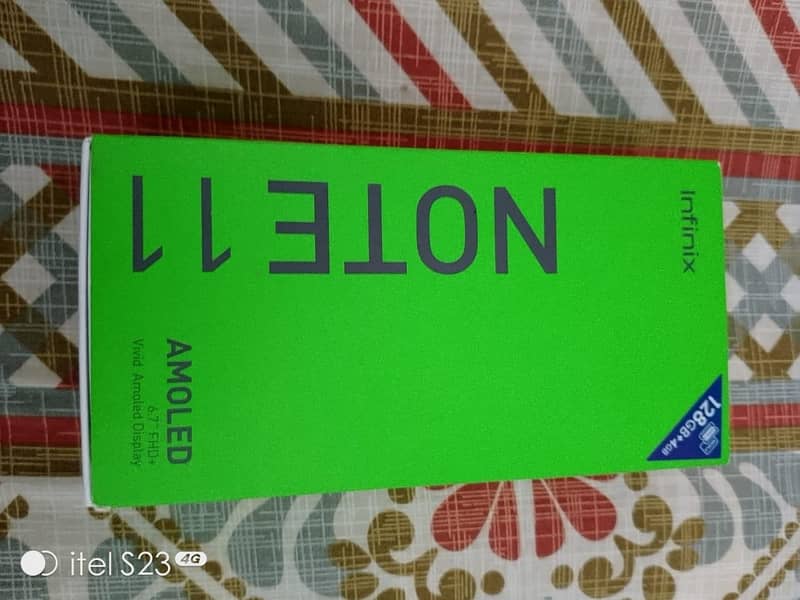 Infinix
NOTE 11
128GB+4GB
AMOLED
6.7" FHD+
Vivid Amoled Display
itel S23 4G